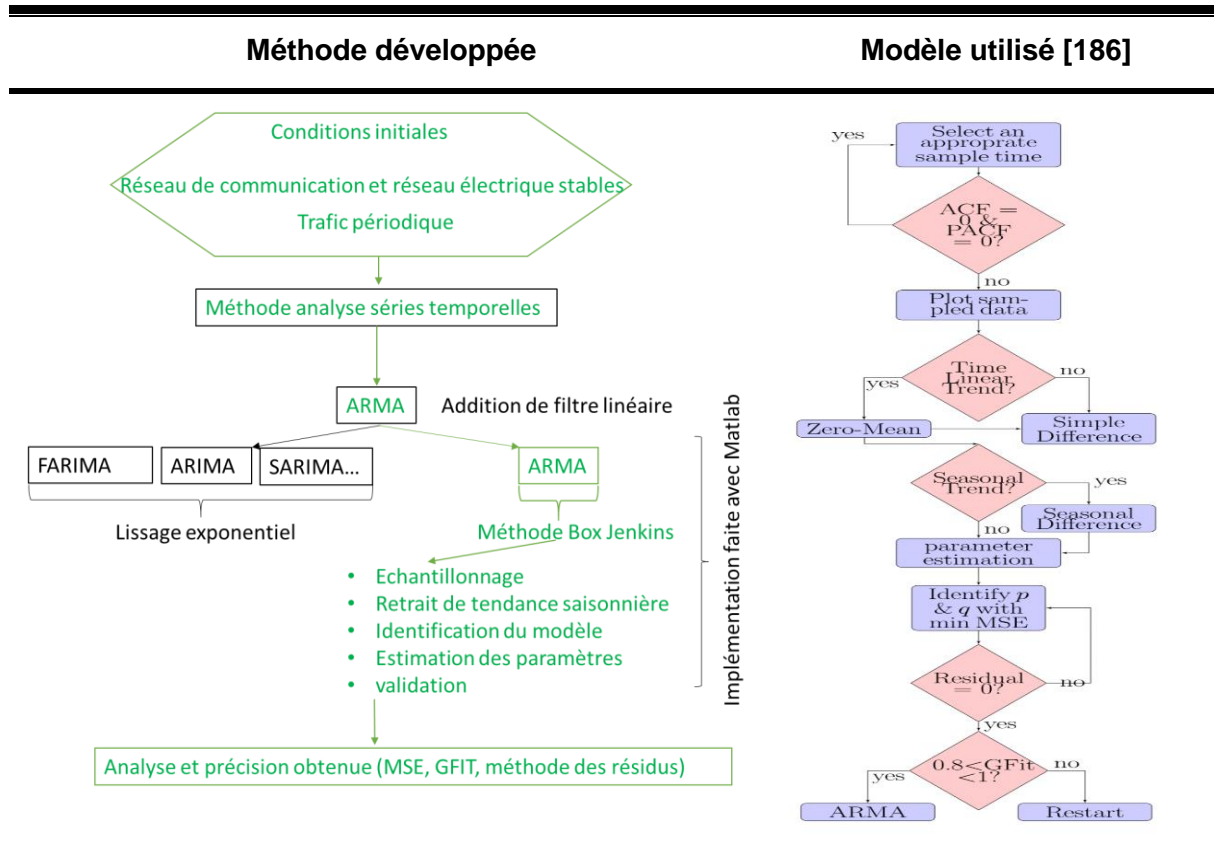 Méthode développée
Modèle utilisé [186]
Conditions initiales
Réseau de communication et réseau électrique stables
Trafic périodique
Méthode analyse séries temporelles
ARMA
Addition de filtre linéaire
FARIMA
ARIMA
SARIMA...
ARMA
Lissage exponentiel
Méthode Box Jenkins
• Echantillonnage
• Retrait de tendance saisonnière
• Identification du modèle
• Estimation des paramètres
• validation
Implémentation faite avec Matlab
Analyse et précision obtenue (MSE, GFIT, méthode des résidus)
yes
Select an
approprate
sample time
ACF =
0 &
PACF
= 0?
no
Plot sam-
pled data
Time
Linear
Trend?
yes
no
Zero-Mean
Simple
Difference
Seasonal
Trend?
yes
Seasonal
Difference
no
parameter
estimation
Identify p
& q with
min MSE
Residual
= 0?
no
yes
0.8<GFit
<1?
yes
no
ARMA
Restart